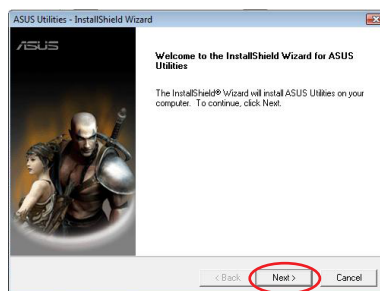 ASUS Utilities - InstallShield Wizard
ASUS
Welcome to the InstallShield Wizard for ASUS
Utilities
The InstallShield® Wizard will install ASUS Utilities on your
computer. To continue, click Next.
< Back
Next >
Cancel